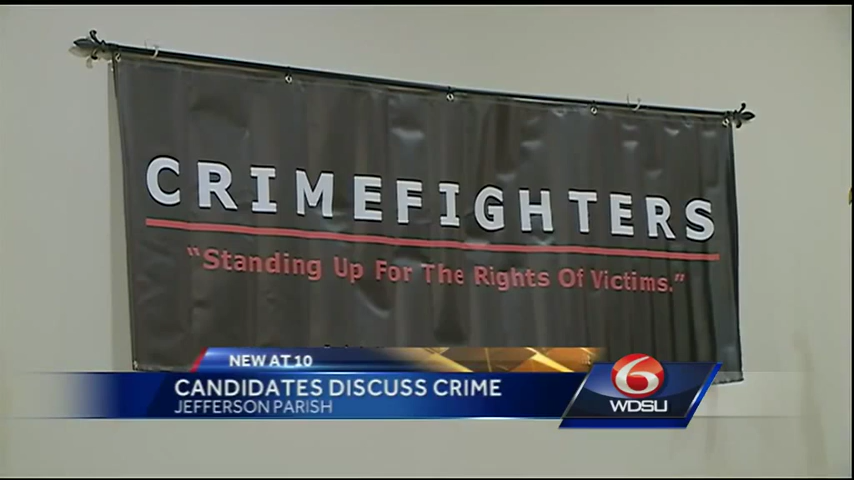 CRIMEFIGHTERS
“Standing Up For The Rights Of Victims.”
NEW AT 10
CANDIDATES DISCUSS CRIME
JEFFERSON PARISH
6
WDSU